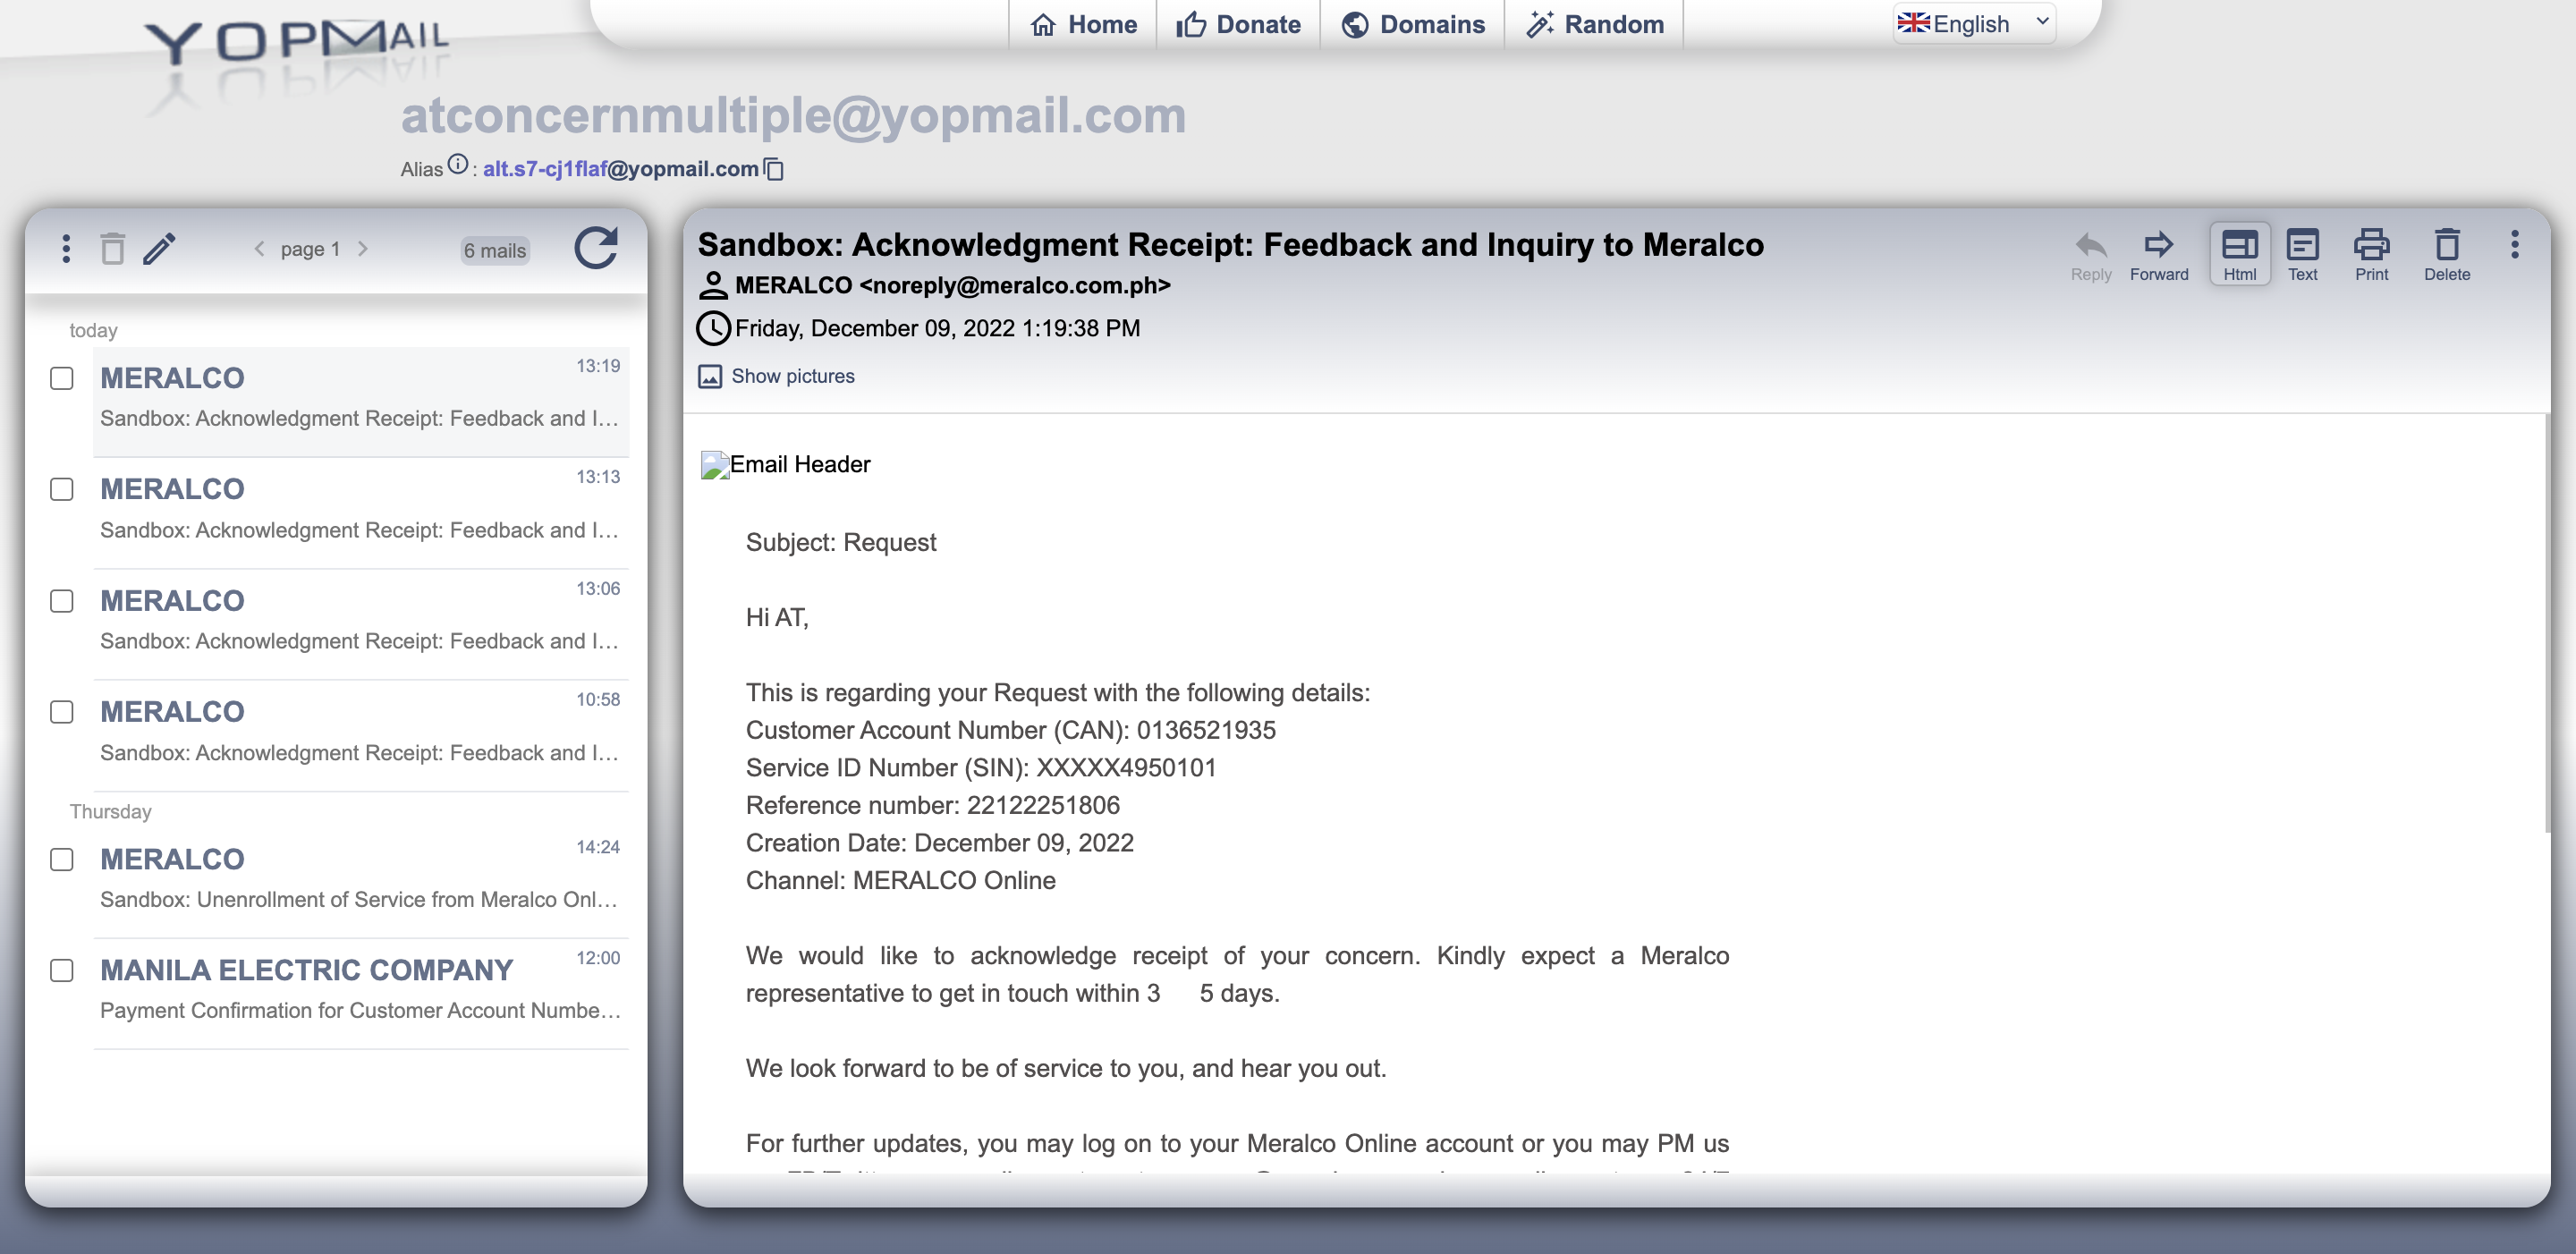 YOPMAIL
Home
Donate
Domains
Random
English
atconcernmultiple@yopmail.com
Alias : alt.s7-cj1flaf@yopmail.com
page 1
6 mails
today
MERALCO 13:19
Sandbox: Acknowledgment Receipt: Feedback and I...
MERALCO 13:13
Sandbox: Acknowledgment Receipt: Feedback and I...
MERALCO 13:06
Sandbox: Acknowledgment Receipt: Feedback and I...
MERALCO 10:58
Sandbox: Acknowledgment Receipt: Feedback and I...
Thursday
MERALCO 14:24
Sandbox: Unenrollment of Service from Meralco Onl...
MANILA ELECTRIC COMPANY 12:00
Payment Confirmation for Customer Account Numbe...
Sandbox: Acknowledgment Receipt: Feedback and Inquiry to Meralco
MERALCO <noreply@meralco.com.ph>
Friday, December 09, 2022 1:19:38 PM
Show pictures
Reply
Forward
Html
Text
Print
Delete
Email Header
Subject: Request
Hi AT,
This is regarding your Request with the following details:
Customer Account Number (CAN): 0136521935
Service ID Number (SIN): XXXXX4950101
Reference number: 22122251806
Creation Date: December 09, 2022
Channel: MERALCO Online
We would like to acknowledge receipt of your concern. Kindly expect a Meralco
representative to get in touch within 3 5 days.
We look forward to be of service to you, and hear you out.
For further updates, you may log on to your Meralco Online account or you may PM us